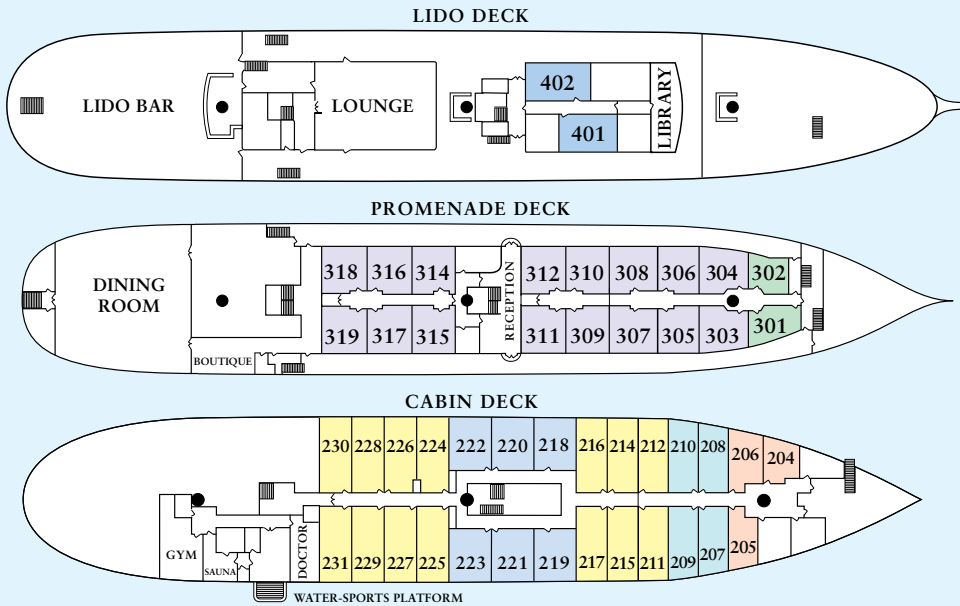 LIDO DECK
LIDO BAR
LOUNGE
402
401
LIBRARY
PROMENADE DECK
DINING
ROOM
BOUTIQUE
318 316 314
319 317 315
RECEPTION
312 310 308 306 304 302
311 309 307 305 303 301
CABIN DECK
230 228 226 224 222 220 218 216 214 212 210 208 206 204
231 229 227 225 223 221 219 217 215 211 209 207 205
GYM
SAUNA
DOCTOR
WATER-SPORTS PLATFORM